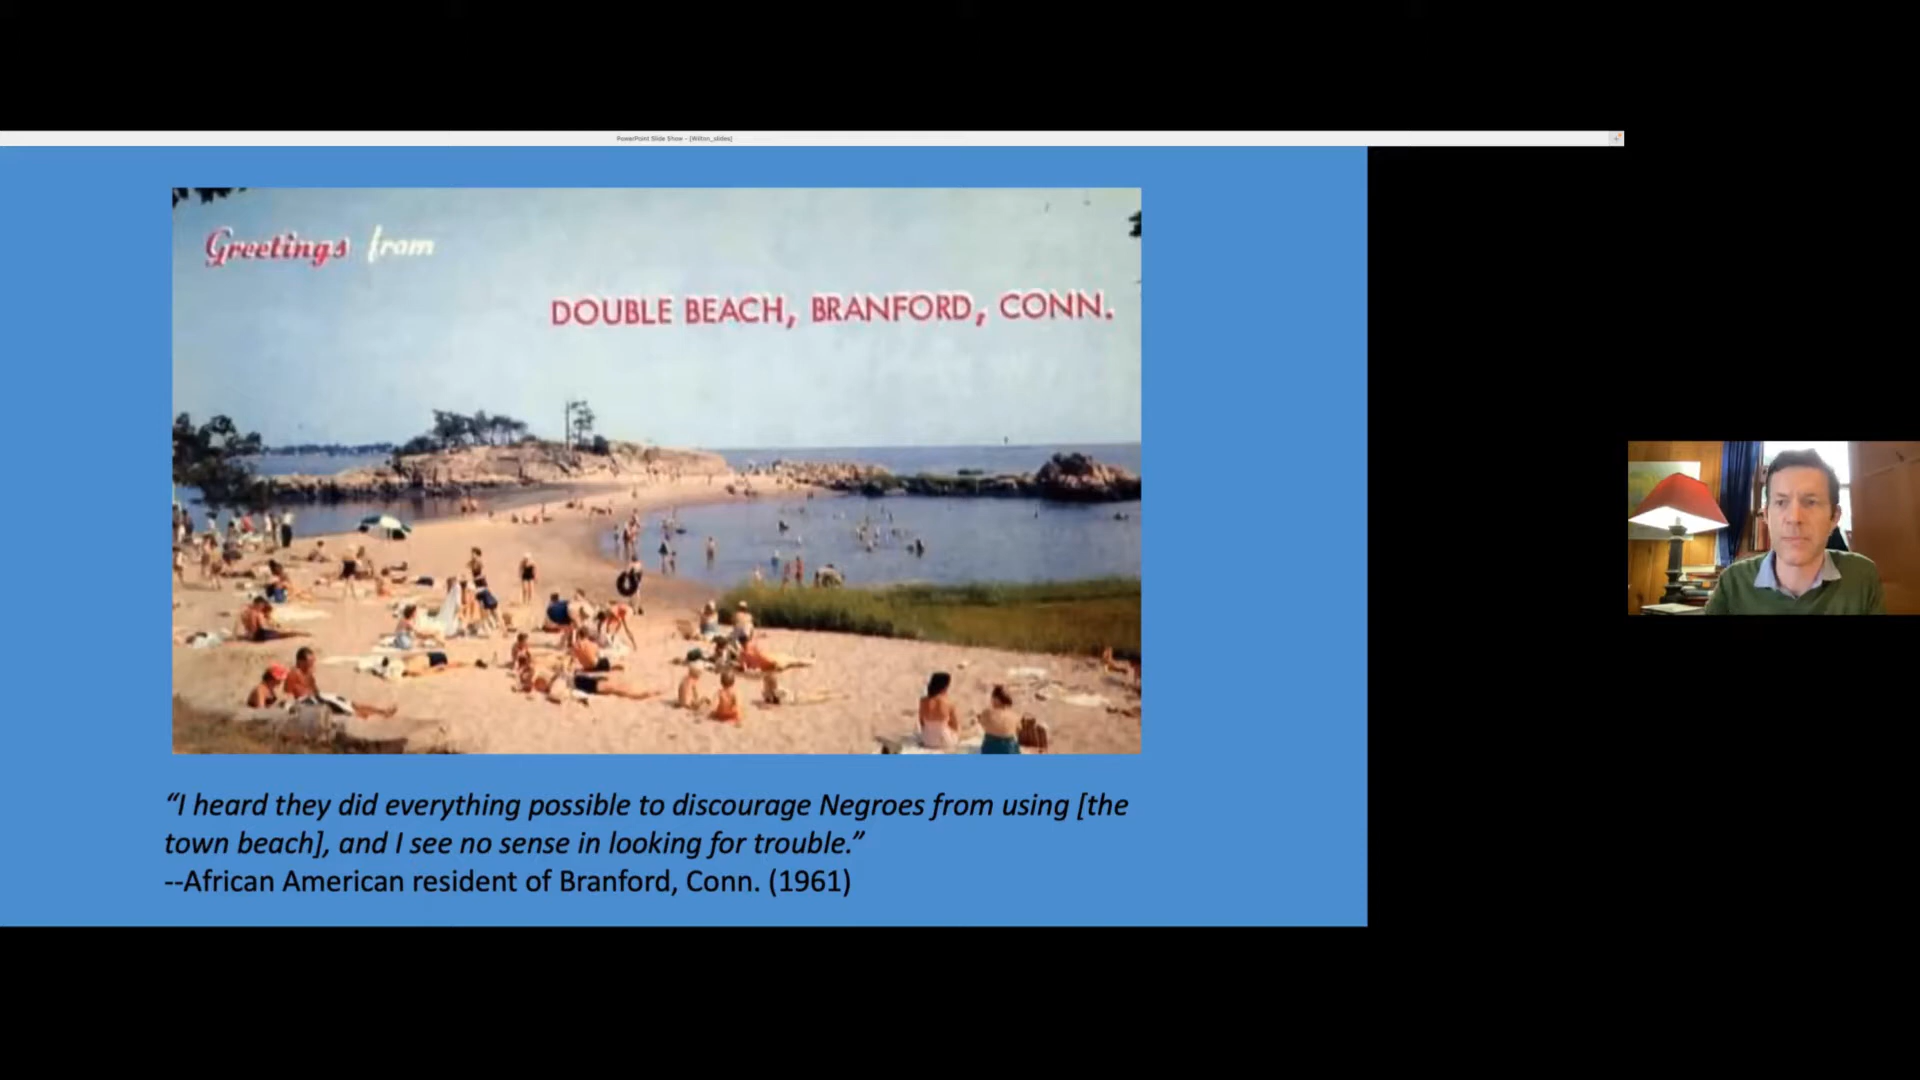 PowerPoint Slide Show - [Wilton_slides]
Greetings from
DOUBLE BEACH, BRANFORD, CONN.
“I heard they did everything possible to discourage Negroes from using [the
town beach], and I see no sense in looking for trouble.”
--African American resident of Branford, Conn. (1961)